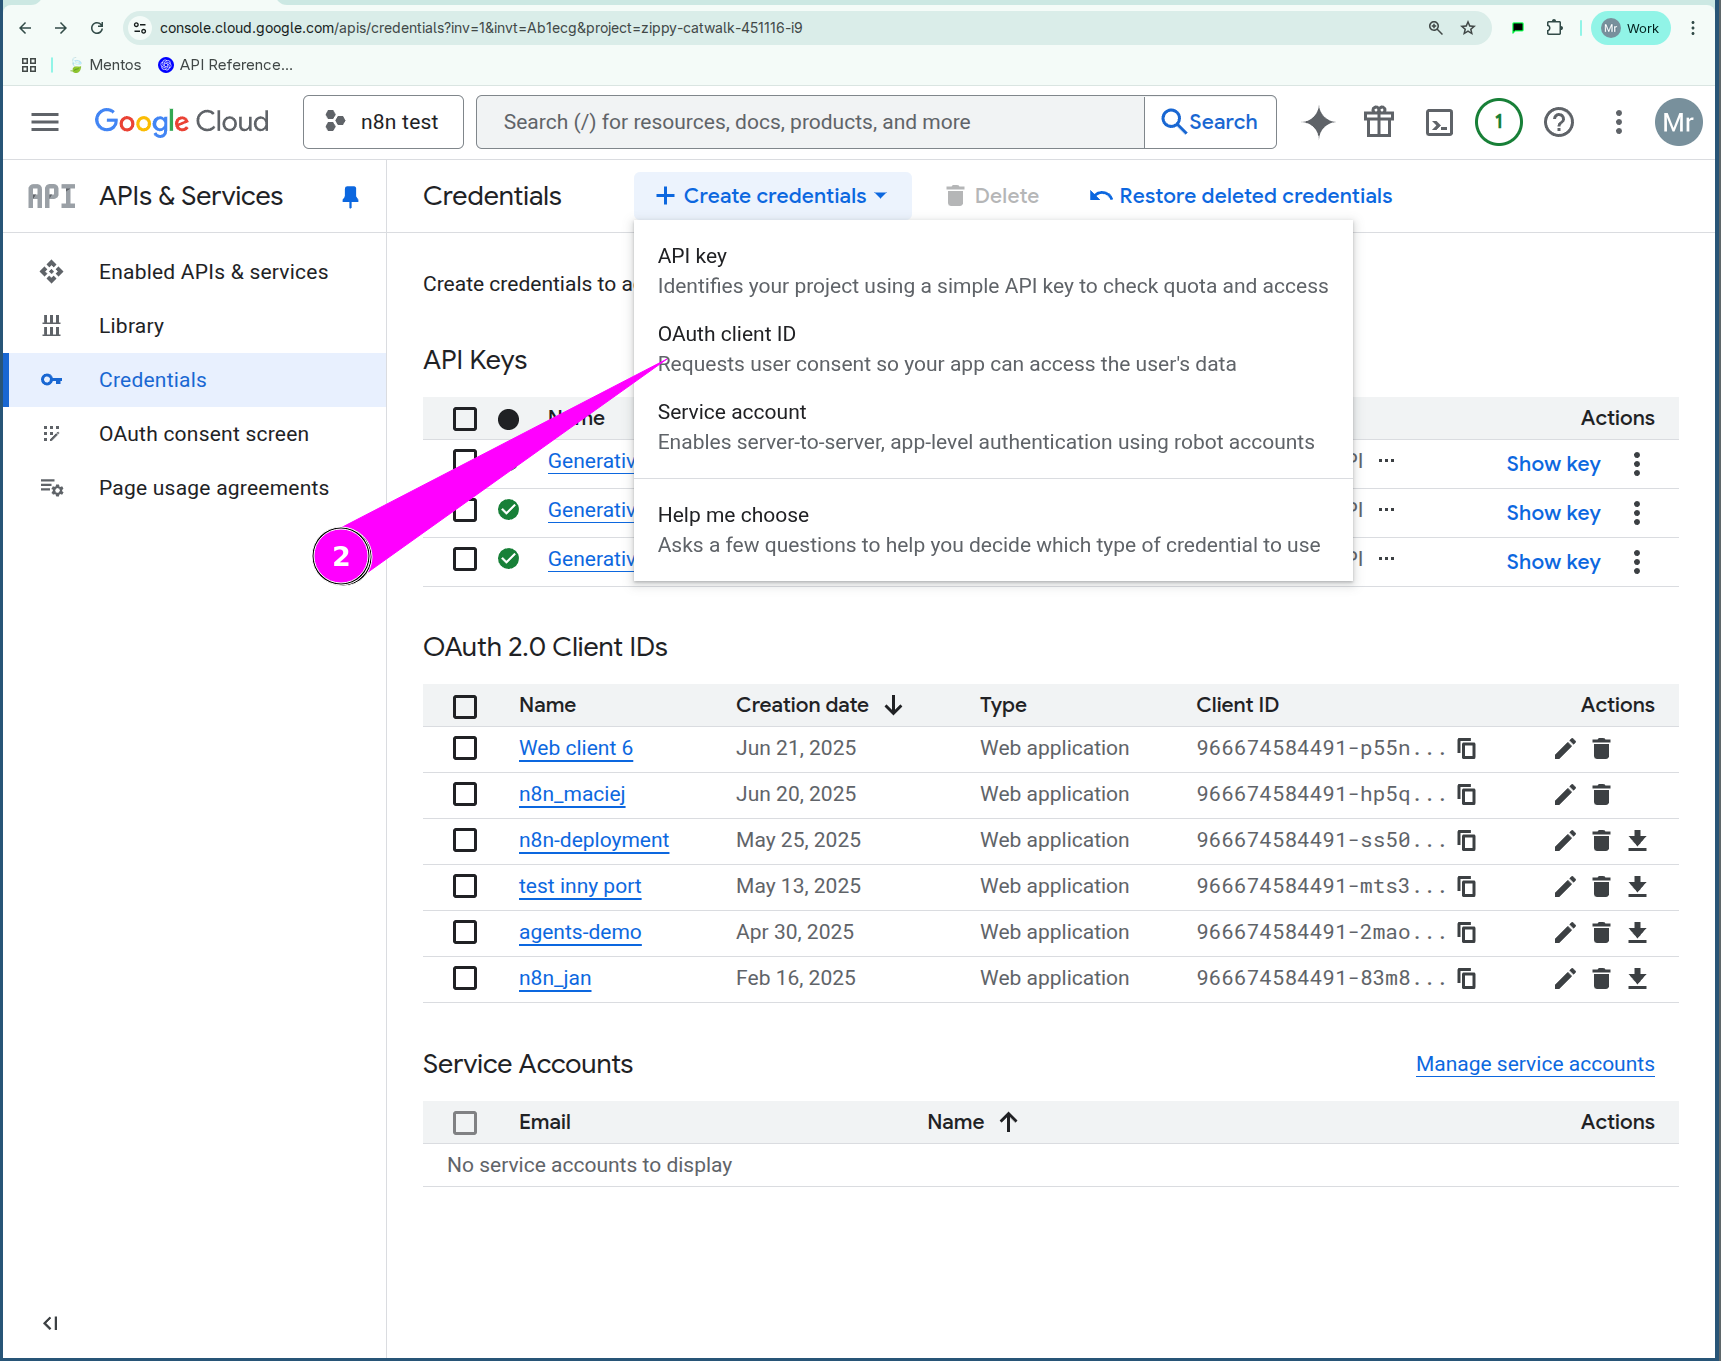 console.cloud.google.com/apis/credentials?inv=1&invt=Ab1ecg&project=zippy-catwalk-451116-i9
Mr Work
Mentos API Reference...
Google Cloud n8n test Search (/) for resources, docs, products, and more Search 1 Mr
API APIs & Services Credentials Create credentials Delete Restore deleted credentials
Enabled APIs & services
Library
Credentials
OAuth consent screen
Page usage agreements
Create credentials to a
API key
Identifies your project using a simple API key to check quota and access
OAuth client ID
Requests user consent so your app can access the user's data
Service account
Enables server-to-server, app-level authentication using robot accounts
Help me choose
Asks a few questions to help you decide which type of credential to use
API Keys
Name Actions
Generativ PI ... Show key
Generativ PI ... Show key
Generativ PI ... Show key
2
OAuth 2.0 Client IDs
Name Creation date Type Client ID Actions
Web client 6 Jun 21, 2025 Web application 966674584491-p55n...
n8n_maciej Jun 20, 2025 Web application 966674584491-hp5q...
n8n-deployment May 25, 2025 Web application 966674584491-ss50...
test inny port May 13, 2025 Web application 966674584491-mts3...
agents-demo Apr 30, 2025 Web application 966674584491-2mao...
n8n_jan Feb 16, 2025 Web application 966674584491-83m8...
Service Accounts Manage service accounts
Email Name Actions
No service accounts to display